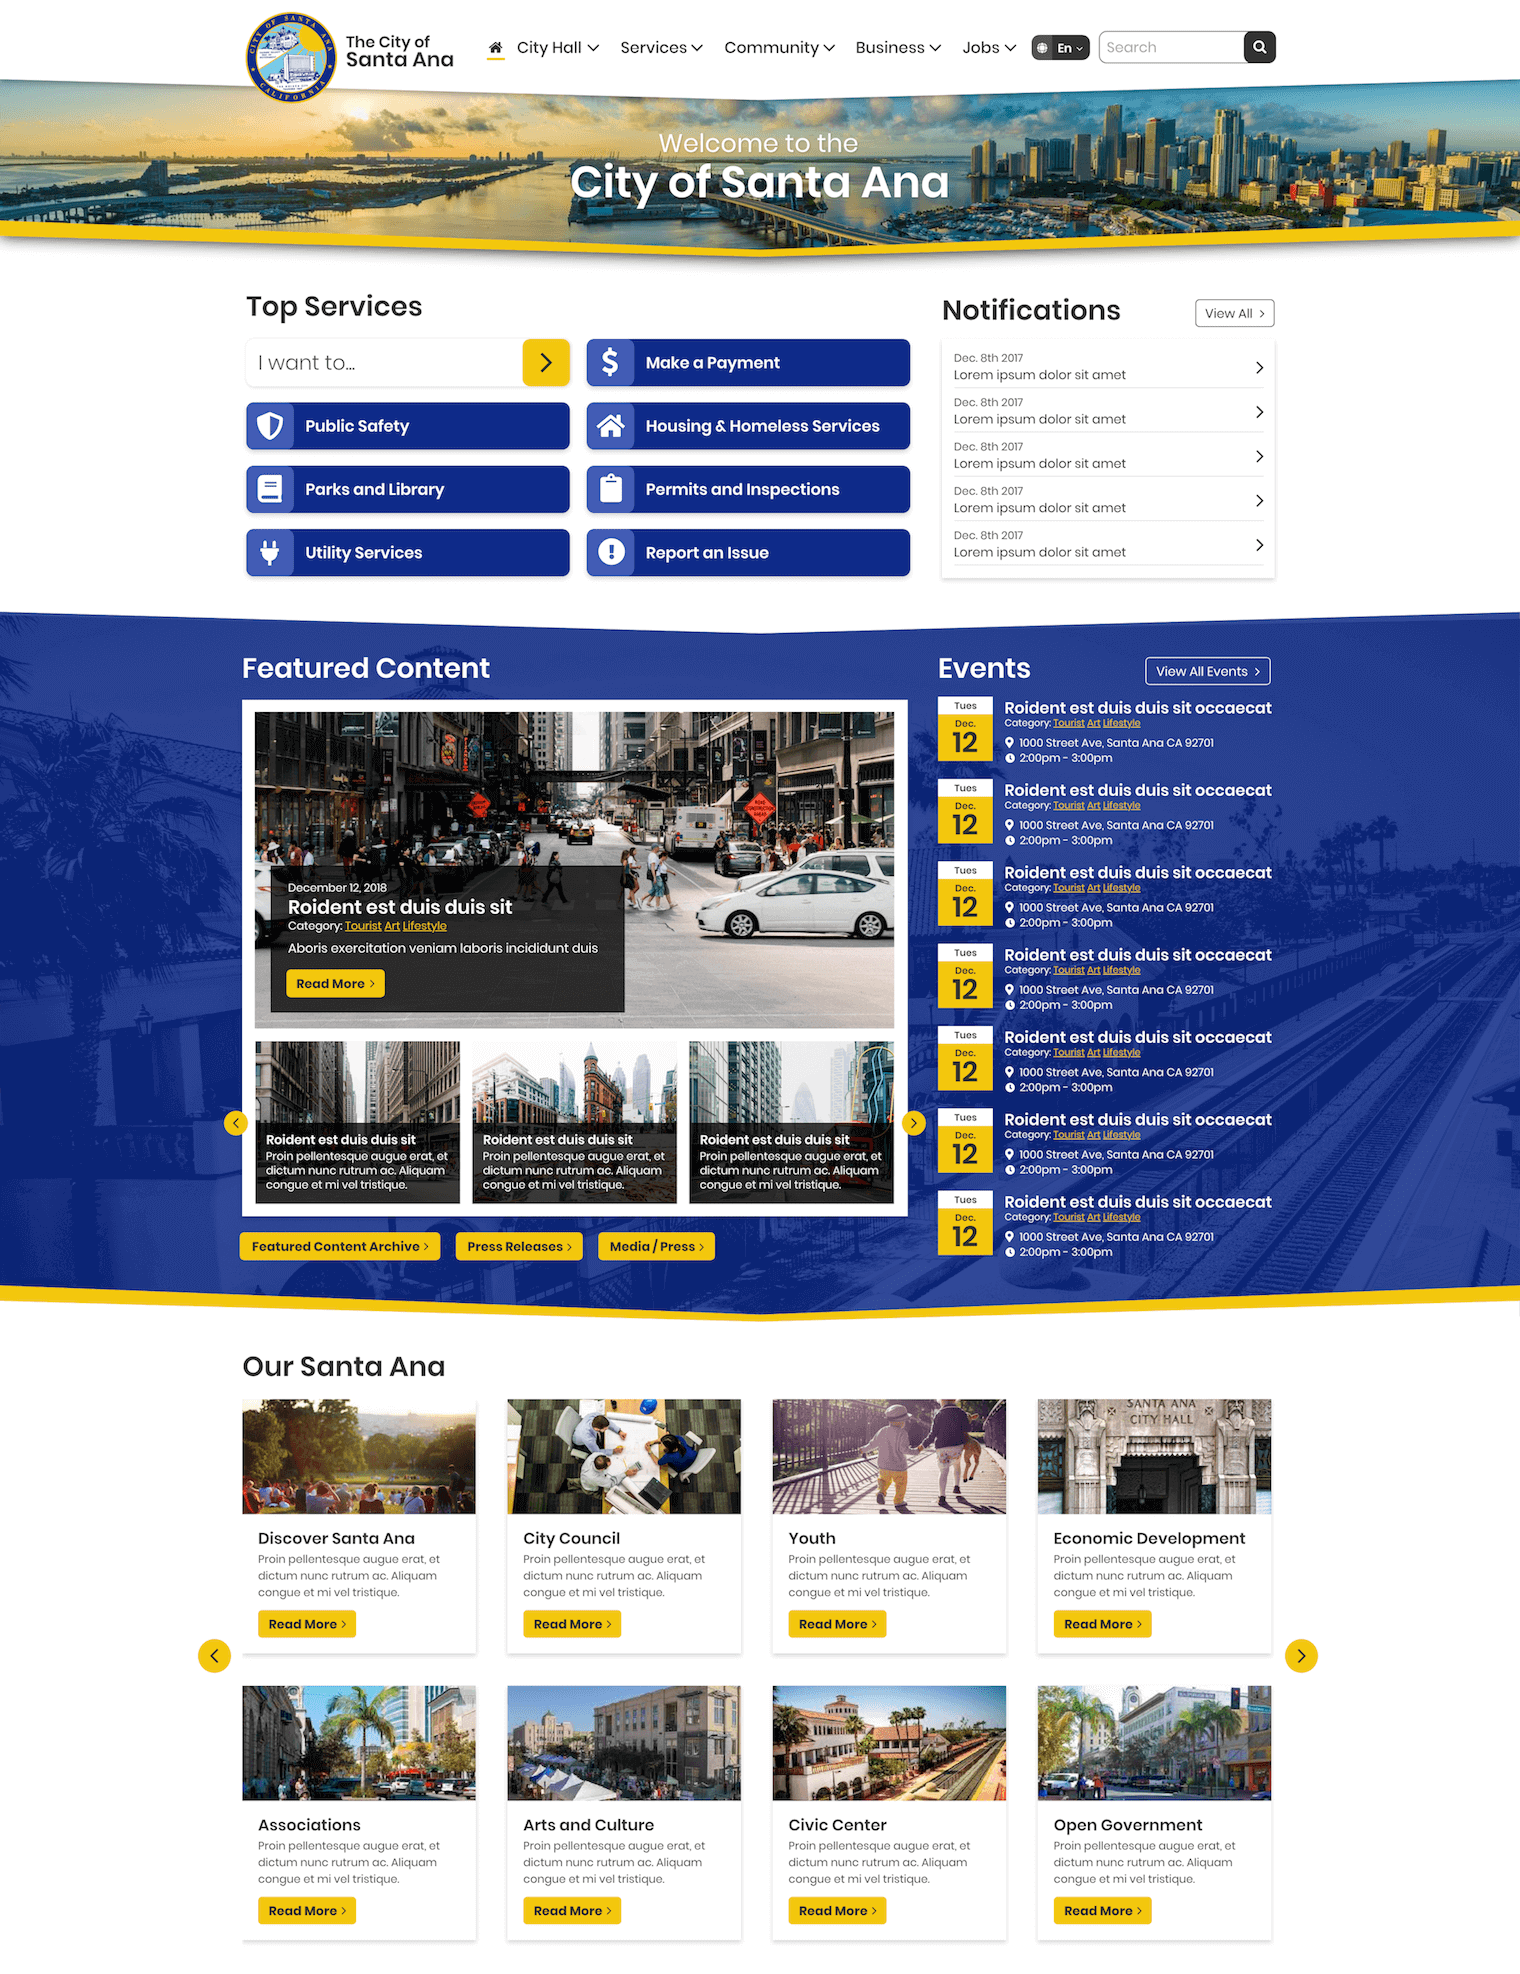 The City of
Santa Ana
City Hall
Services
Community
Business
Jobs
En
Search
CITY OF SANTA ANA
CALIFORNIA
Welcome to the
City of Santa Ana
Top Services
I want to...
Make a Payment
Public Safety
Housing & Homeless Services
Parks and Library
Permits and Inspections
Utility Services
Report an Issue
Notifications
View All
Dec. 8th 2017
Lorem ipsum dolor sit amet
Dec. 8th 2017
Lorem ipsum dolor sit amet
Dec. 8th 2017
Lorem ipsum dolor sit amet
Dec. 8th 2017
Lorem ipsum dolor sit amet
Dec. 8th 2017
Lorem ipsum dolor sit amet
Featured Content
December 12, 2018
Roident est duis duis sit
Category: Tourist Art Lifestyle
Aboris exercitation veniam laboris incididunt duis
Read More
Roident est duis duis sit
Proin pellentesque augue erat, et
dictum nunc rutrum ac. Aliquam
congue et mi vel tristique.
Roident est duis duis sit
Proin pellentesque augue erat, et
dictum nunc rutrum ac. Aliquam
congue et mi vel tristique.
Roident est duis duis sit
Proin pellentesque augue erat, et
dictum nunc rutrum ac. Aliquam
congue et mi vel tristique.
Featured Content Archive
Press Releases
Media / Press
Events
View All Events
Tues
Dec.
12
Roident est duis duis sit occaecat
Category: Tourist Art Lifestyle
1000 Street Ave, Santa Ana CA 92701
2:00pm - 3:00pm
Tues
Dec.
12
Roident est duis duis sit occaecat
Category: Tourist Art Lifestyle
1000 Street Ave, Santa Ana CA 92701
2:00pm - 3:00pm
Tues
Dec.
12
Roident est duis duis sit occaecat
Category: Tourist Art Lifestyle
1000 Street Ave, Santa Ana CA 92701
2:00pm - 3:00pm
Tues
Dec.
12
Roident est duis duis sit occaecat
Category: Tourist Art Lifestyle
1000 Street Ave, Santa Ana CA 92701
2:00pm - 3:00pm
Tues
Dec.
12
Roident est duis duis sit occaecat
Category: Tourist Art Lifestyle
1000 Street Ave, Santa Ana CA 92701
2:00pm - 3:00pm
Tues
Dec.
12
Roident est duis duis sit occaecat
Category: Tourist Art Lifestyle
1000 Street Ave, Santa Ana CA 92701
2:00pm - 3:00pm
Tues
Dec.
12
Roident est duis duis sit occaecat
Category: Tourist Art Lifestyle
1000 Street Ave, Santa Ana CA 92701
2:00pm - 3:00pm
Our Santa Ana
Discover Santa Ana
Proin pellentesque augue erat, et
dictum nunc rutrum ac. Aliquam
congue et mi vel tristique.
Read More
City Council
Proin pellentesque augue erat, et
dictum nunc rutrum ac. Aliquam
congue et mi vel tristique.
Read More
Youth
Proin pellentesque augue erat, et
dictum nunc rutrum ac. Aliquam
congue et mi vel tristique.
Read More
SANTA ANA
CITY HALL
Economic Development
Proin pellentesque augue erat, et
dictum nunc rutrum ac. Aliquam
congue et mi vel tristique.
Read More
Associations
Proin pellentesque augue erat, et
dictum nunc rutrum ac. Aliquam
congue et mi vel tristique.
Read More
Arts and Culture
Proin pellentesque augue erat, et
dictum nunc rutrum ac. Aliquam
congue et mi vel tristique.
Read More
Civic Center
Proin pellentesque augue erat, et
dictum nunc rutrum ac. Aliquam
congue et mi vel tristique.
Read More
Open Government
Proin pellentesque augue erat, et
dictum nunc rutrum ac. Aliquam
congue et mi vel tristique.
Read More